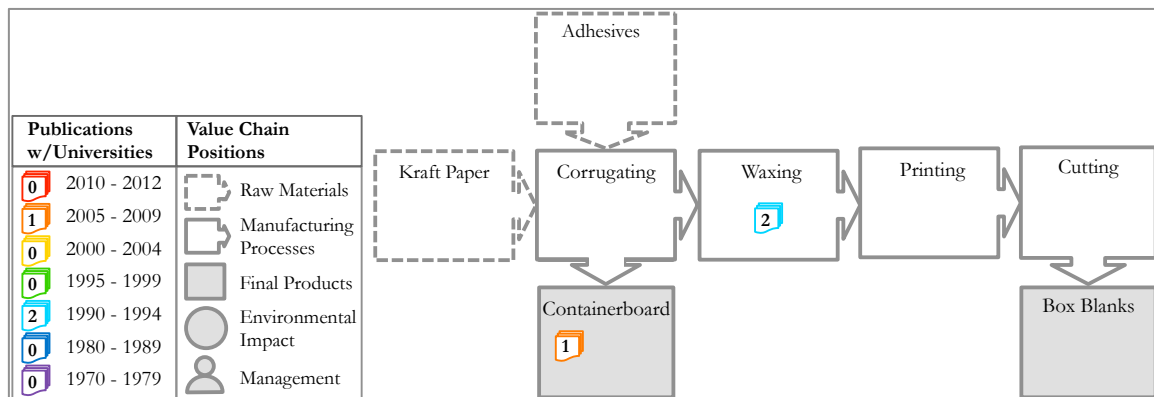 Publications
w/Universities
Value Chain
Positions
0 2010 - 2012
1 2005 - 2009
0 2000 - 2004
0 1995 - 1999
2 1990 - 1994
0 1980 - 1989
0 1970 - 1979
Raw Materials
Manufacturing
Processes
Final Products
Environmental
Impact
Management
Adhesives
Kraft Paper
Corrugating
Waxing
2
Printing
Cutting
Containerboard
1
Box Blanks